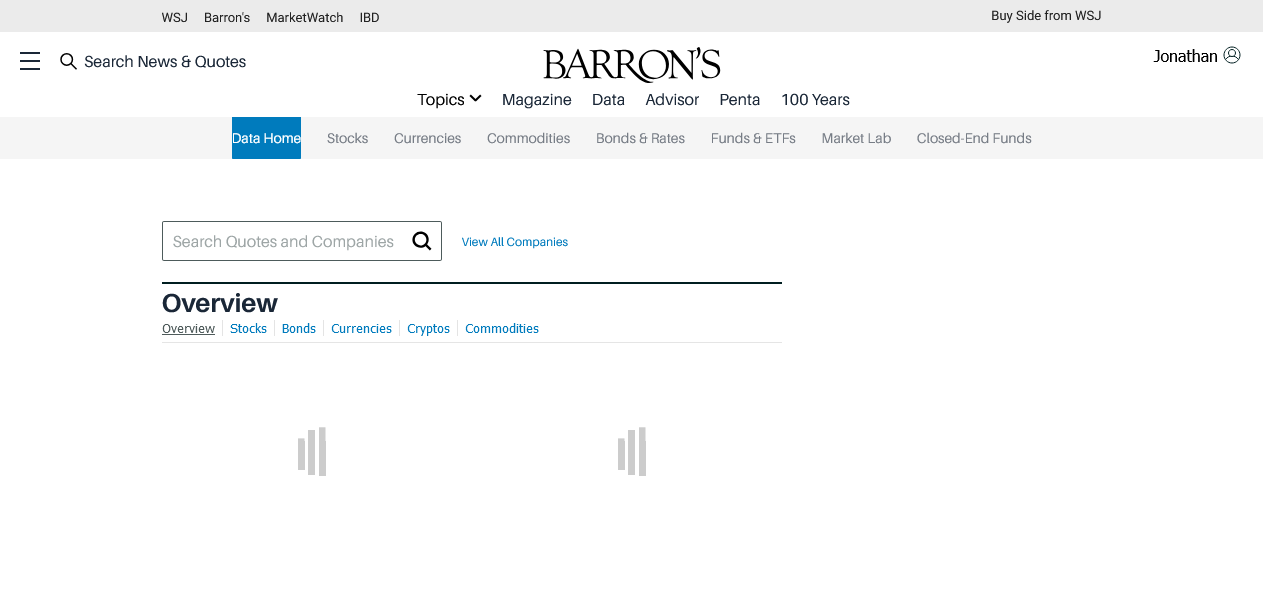 WSJ Barron's MarketWatch IBD Buy Side from WSJ
Search News & Quotes BARRON'S Jonathan
Topics Magazine Data Advisor Penta 100 Years
Data Home Stocks Currencies Commodities Bonds & Rates Funds & ETFs Market Lab Closed-End Funds
Search Quotes and Companies View All Companies
Overview
Overview Stocks Bonds Currencies Cryptos Commodities